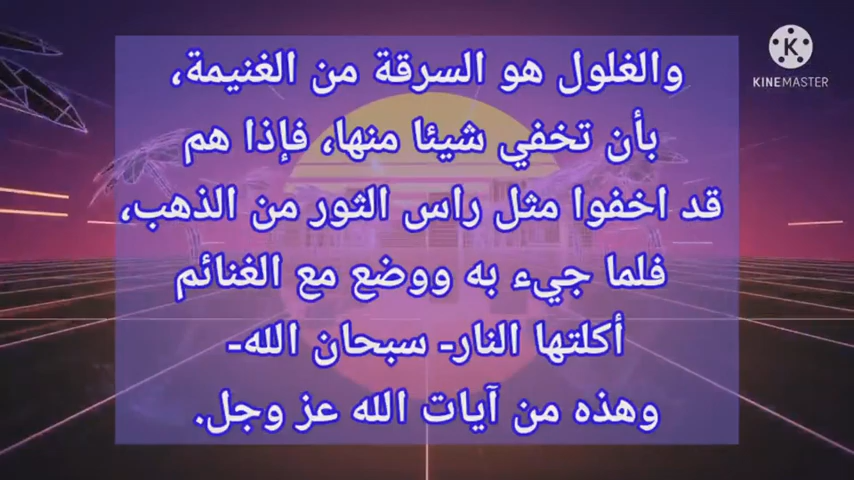 والغلول هو السرقة من الغنيمة،
بأن تخفي شيئا منها، فإذا هم
قد اخفوا مثل راس الثور من الذهب،
فلما جيء به ووضع مع الغنائم
أكلتها النار- سبحان الله-
وهذه من آيات الله عز وجل.
K
KINEMASTER